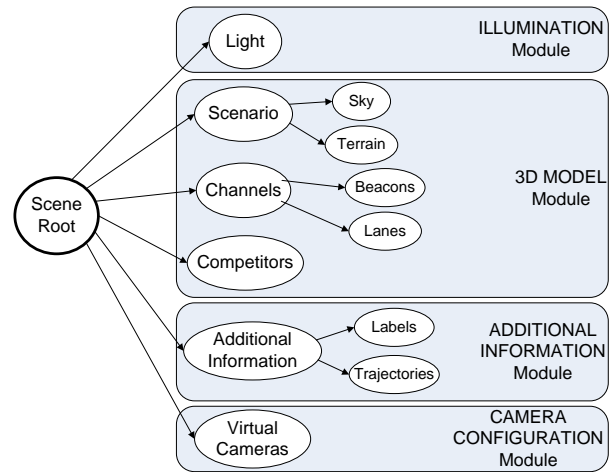 Scene
Root
Light
ILLUMINATION
Module
Scenario
Sky
Terrain
Channels
Beacons
Lanes
Competitors
3D MODEL
Module
Additional
Information
Labels
Trajectories
ADDITIONAL
INFORMATION
Module
Virtual
Cameras
CAMERA
CONFIGURATION
Module